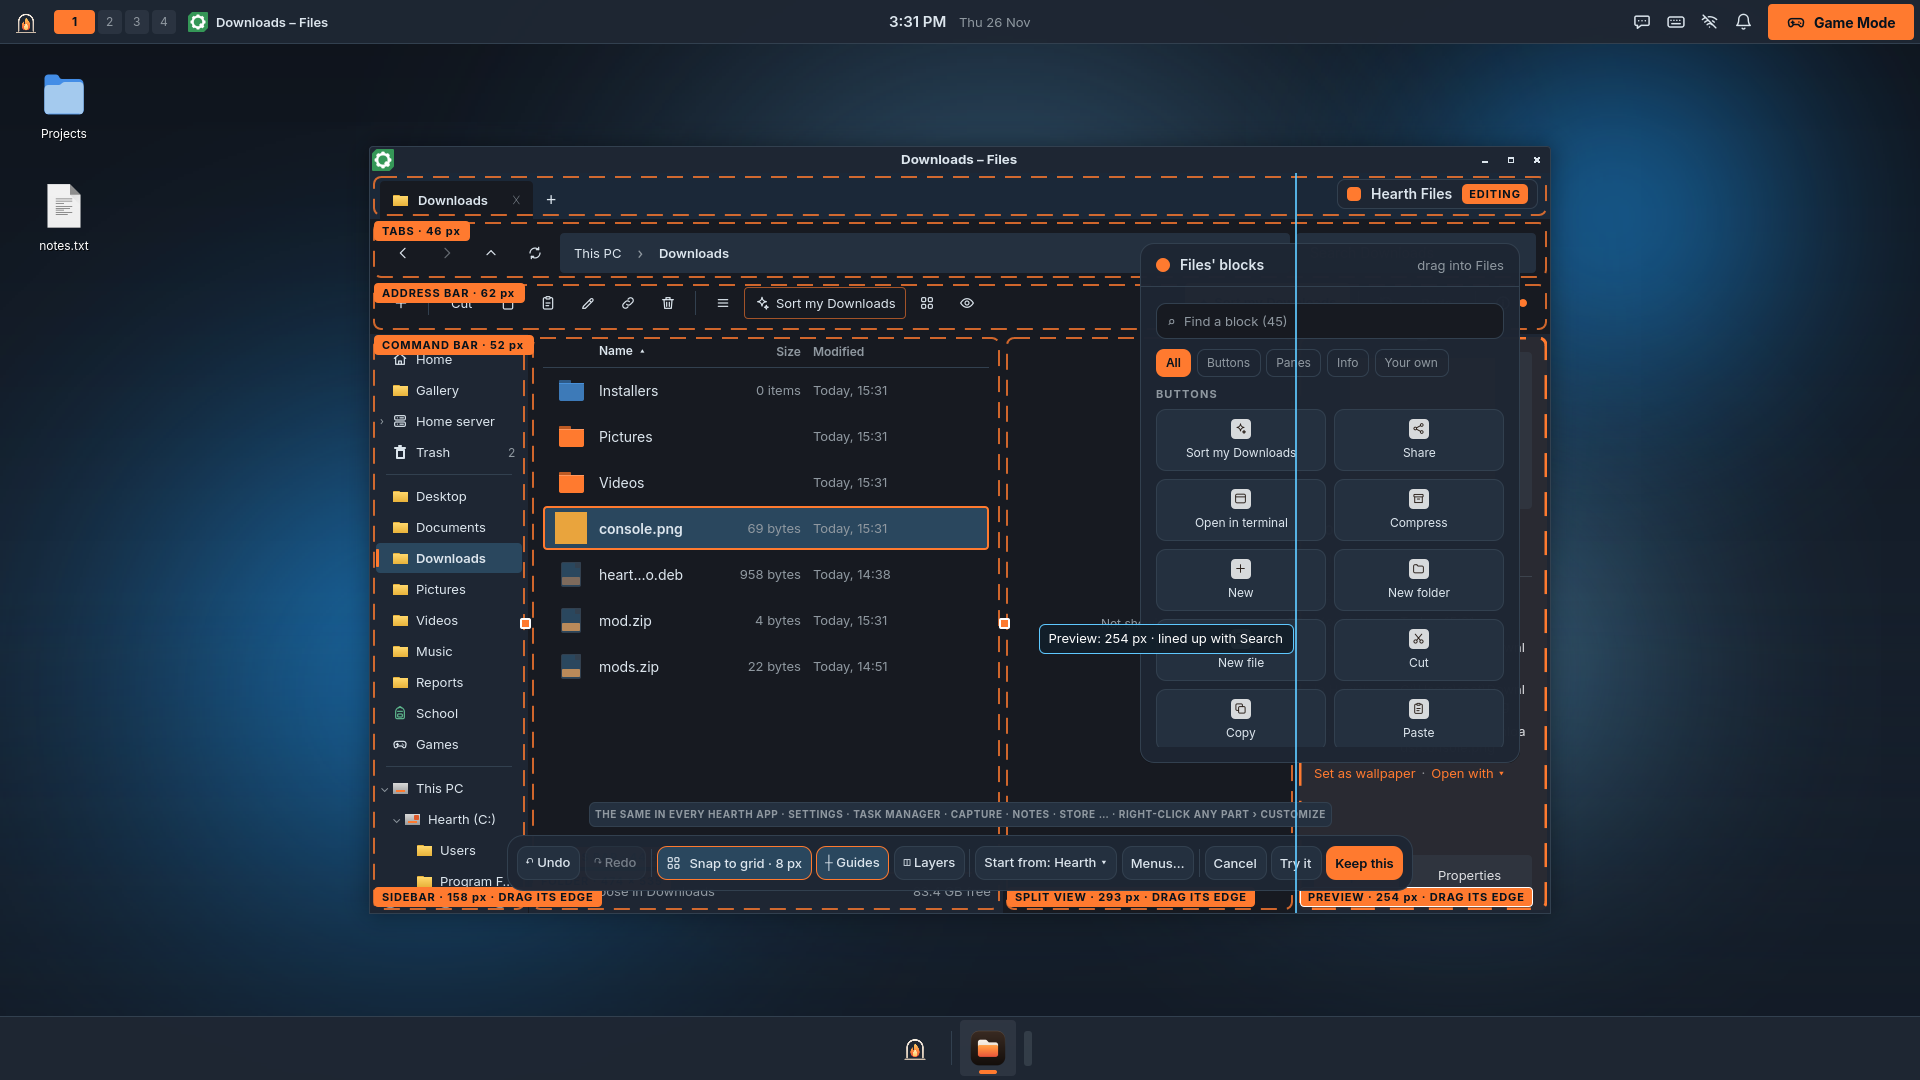 1 2 3 4 Downloads – Files
3:31 PM Thu 26 Nov
Game Mode
Projects
notes.txt
Downloads – Files
Downloads
Hearth Files EDITING
TABS · 46 px
This PC › Downloads
ADDRESS BAR · 62 px
Cut
Sort my Downloads
COMMAND BAR · 52 px
Home
Gallery
Home server
Trash 2
Desktop
Documents
Downloads
Pictures
Videos
Music
Reports
School
Games
This PC
Hearth (C:)
Users
Program F...
SIDEBAR · 158 px · DRAG ITS EDGE
Name Size Modified
Installers 0 items Today, 15:31
Pictures Today, 15:31
Videos Today, 15:31
console.png 69 bytes Today, 15:31
heart...o.deb 958 bytes Today, 14:38
mod.zip 4 bytes Today, 15:31
mods.zip 22 bytes Today, 14:51
Files' blocks drag into Files
Find a block (45)
All Buttons Panes Info Your own
BUTTONS
Sort my Downloads Share
Open in terminal Compress
New New folder
Preview: 254 px · lined up with Search
New file Cut
Copy Paste
Set as wallpaper · Open with
THE SAME IN EVERY HEARTH APP · SETTINGS · TASK MANAGER · CAPTURE · NOTES · STORE ... · RIGHT-CLICK ANY PART › CUSTOMIZE
Undo Redo Snap to grid · 8 px Guides Layers Start from: Hearth Menus... Cancel Try it Keep this
Properties
in Downloads 83.4 GB free
SPLIT VIEW · 293 px · DRAG ITS EDGE
PREVIEW · 254 px · DRAG ITS EDGE